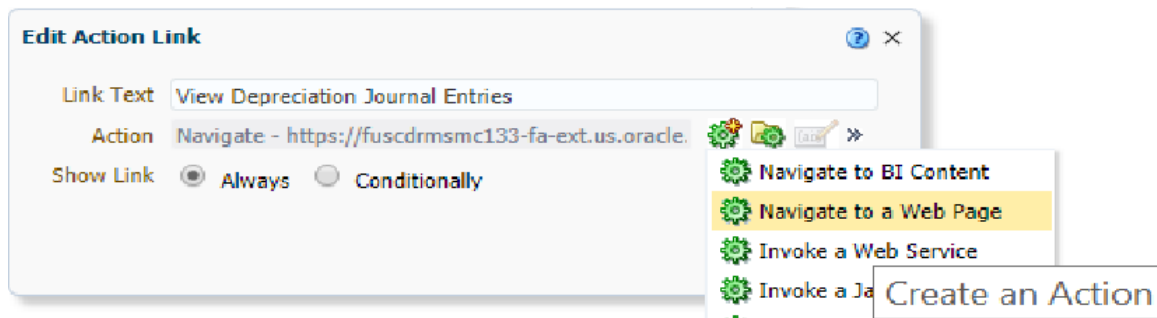 Edit Action Link
Link Text View Depreciation Journal Entries
Action Navigate - https://fuscdrmsmc133-fa-ext.us.oracle.
Show Link Always Conditionally
Navigate to BI Content
Navigate to a Web Page
Invoke a Web Service
Invoke a Ja
Create an Action